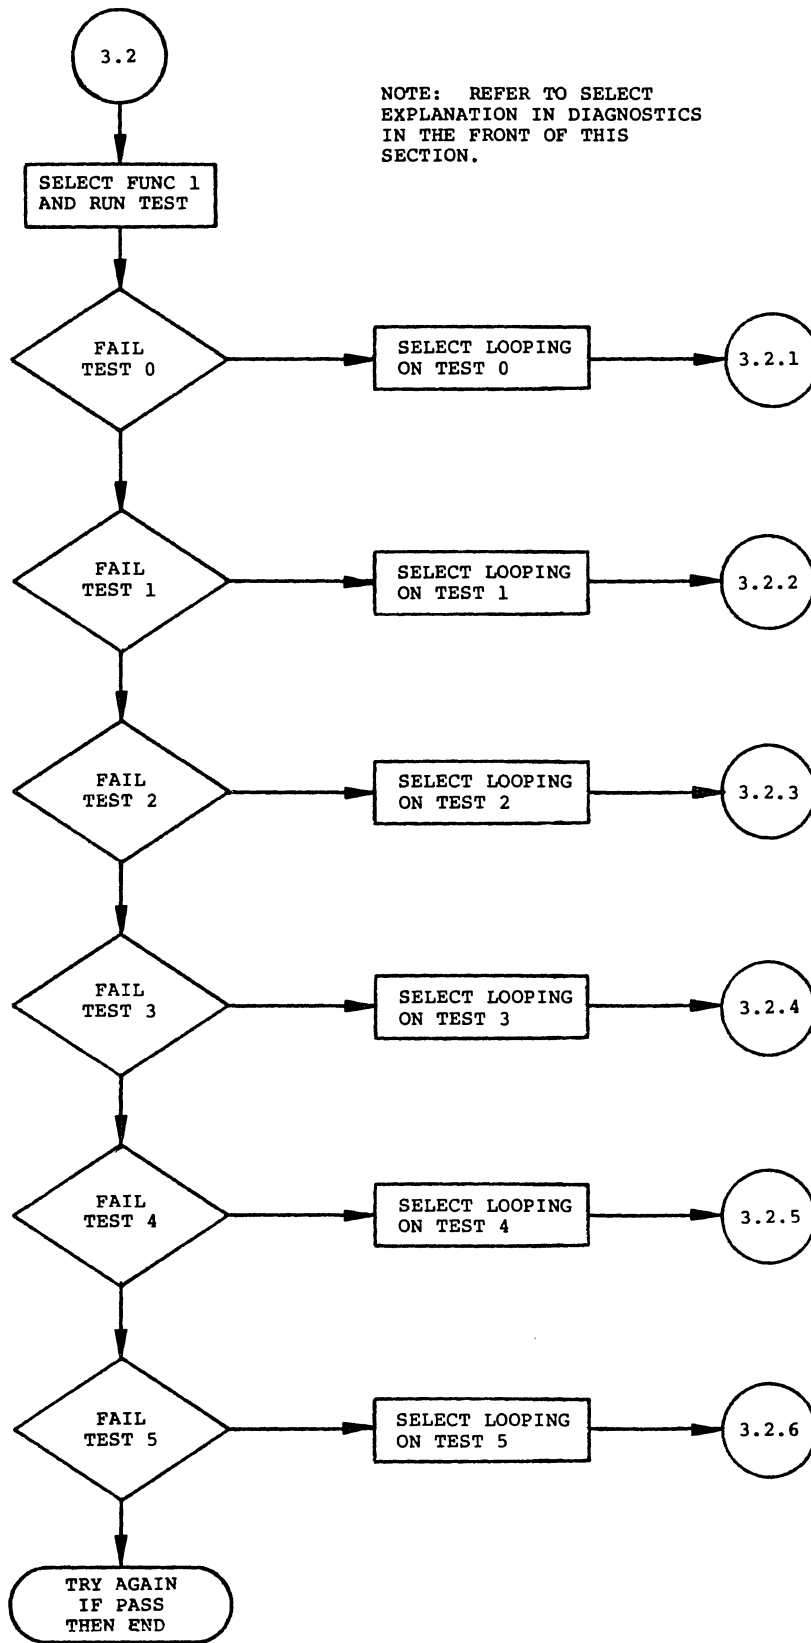 3.2
NOTE: REFER TO SELECT
EXPLANATION IN DIAGNOSTICS
IN THE FRONT OF THIS
SECTION.
SELECT FUNC 1
AND RUN TEST
FAIL
TEST 0
SELECT LOOPING
ON TEST 0
3.2.1
FAIL
TEST 1
SELECT LOOPING
ON TEST 1
3.2.2
FAIL
TEST 2
SELECT LOOPING
ON TEST 2
3.2.3
FAIL
TEST 3
SELECT LOOPING
ON TEST 3
3.2.4
FAIL
TEST 4
SELECT LOOPING
ON TEST 4
3.2.5
FAIL
TEST 5
SELECT LOOPING
ON TEST 5
3.2.6
TRY AGAIN
IF PASS
THEN END